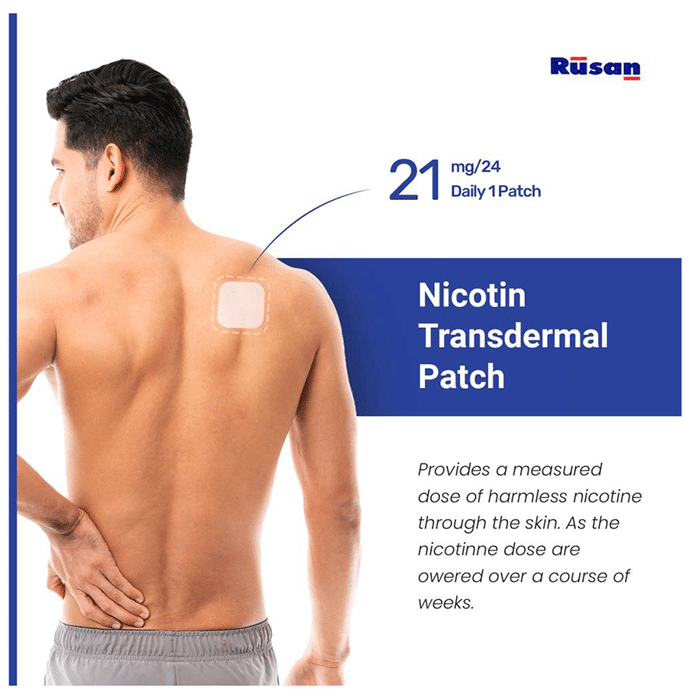 Rūsan
21 mg/24
Daily 1 Patch
Nicotin
Transdermal
Patch
Provides a measured
dose of harmless nicotine
through the skin. As the
nicotinne dose are
owered over a course of
weeks.